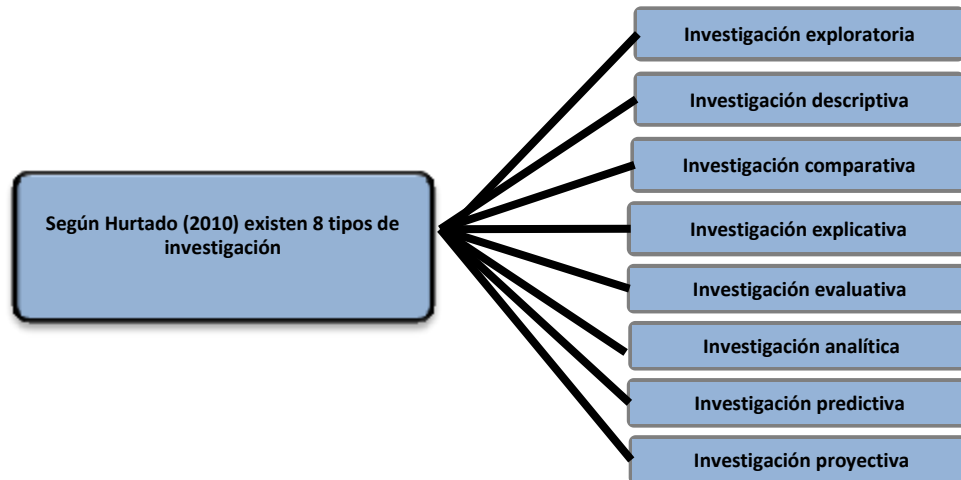 Según Hurtado (2010) existen 8 tipos de
investigación
Investigación exploratoria
Investigación descriptiva
Investigación comparativa
Investigación explicativa
Investigación evaluativa
Investigación analítica
Investigación predictiva
Investigación proyectiva